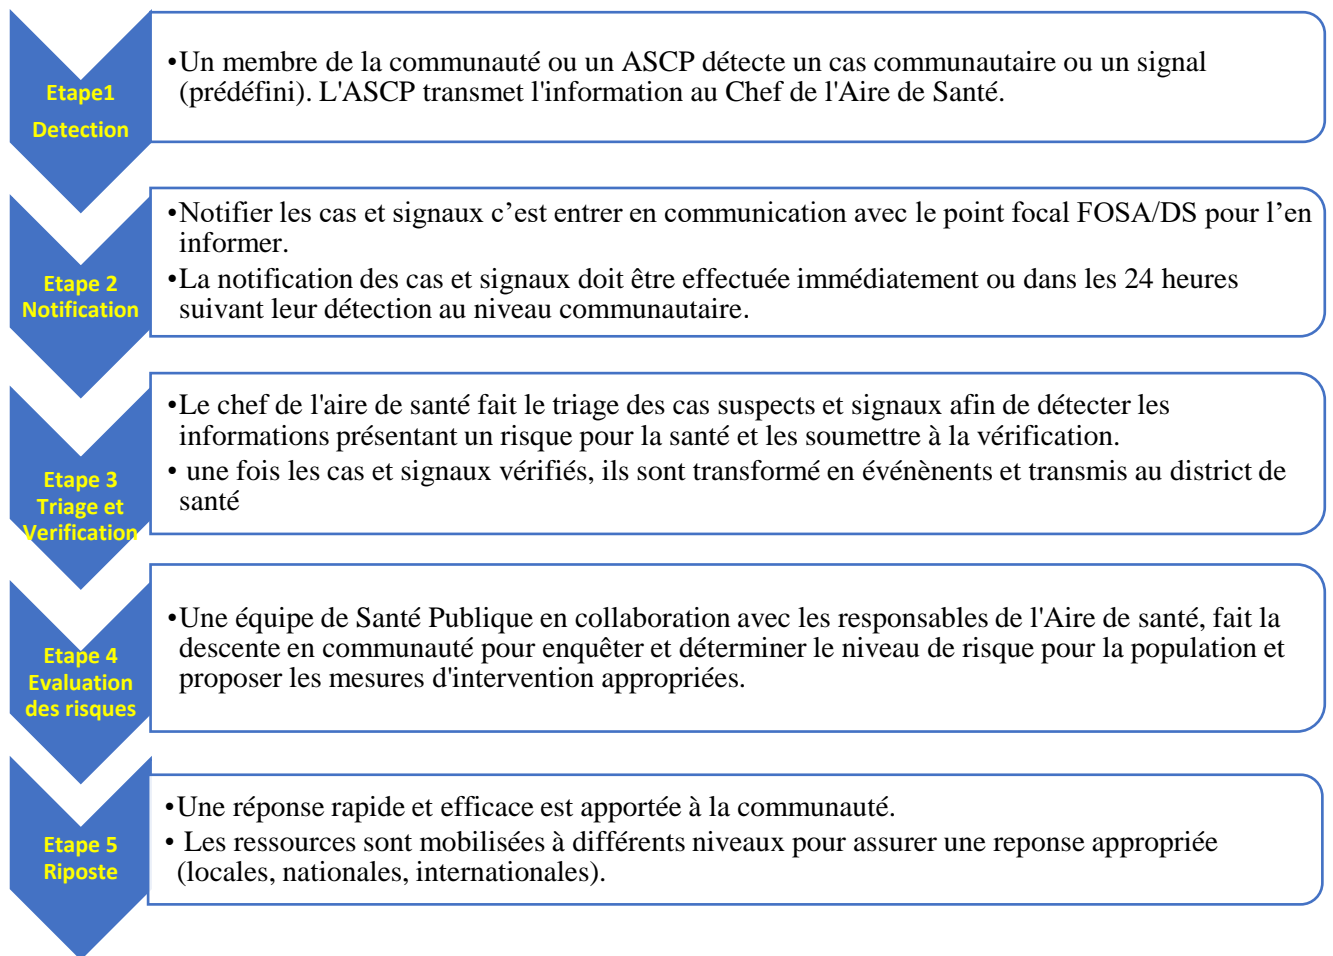 Etape1
Detection
•Un membre de la communauté ou un ASCP détecte un cas communautaire ou un signal
(prédéfini). L'ASCP transmet l'information au Chef de l'Aire de Santé.
Etape 2
Notification
•Notifier les cas et signaux c’est entrer en communication avec le point focal FOSA/DS pour l’en
informer.
•La notification des cas et signaux doit être effectuée immédiatement ou dans les 24 heures
suivant leur détection au niveau communautaire.
Etape 3
Triage et
Verification
•Le chef de l'aire de santé fait le triage des cas suspects et signaux afin de détecter les
informations présentant un risque pour la santé et les soumettre à la vérification.
• une fois les cas et signaux vérifiés, ils sont transformé en événènents et transmis au district de
santé
Etape 4
Evaluation
des risques
•Une équipe de Santé Publique en collaboration avec les responsables de l'Aire de santé, fait la
descente en communauté pour enquêter et déterminer le niveau de risque pour la population et
proposer les mesures d'intervention appropriées.
Etape 5
Riposte
•Une réponse rapide et efficace est apportée à la communauté.
• Les ressources sont mobilisées à différents niveaux pour assurer une reponse appropriée
(locales, nationales, internationales).